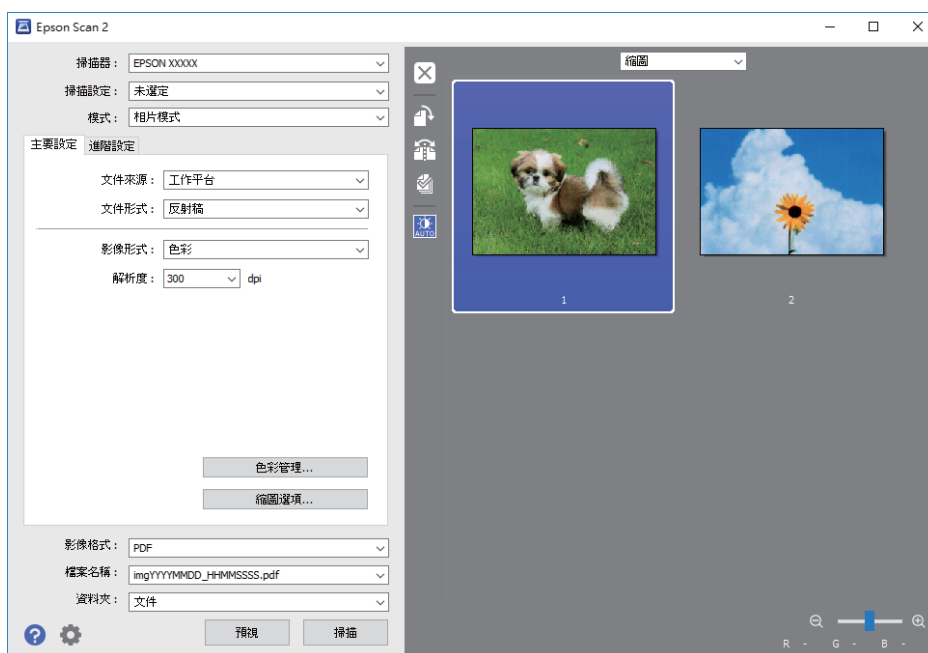 Epson Scan 2
掃描器： EPSON XXXXX
掃描設定： 未選定
模式： 相片模式
主要設定 進階設定
文件來源： 工作平台
文件形式： 反射稿
影像形式： 色彩
解析度： 300 dpi
色彩管理...
縮圖選項...
影像格式： PDF
檔案名稱： imgYYYYMMDD_HHMMSSSS.pdf
資料夾： 文件
預視 掃描
縮圖
AUTO
1 2
R - G - B -